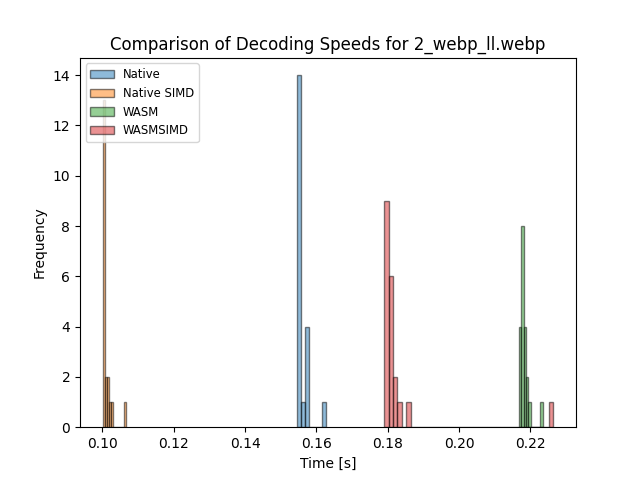 Comparison of Decoding Speeds for 2_webp_ll.webp
Native
Native SIMD
WASM
WASMSIMD
14
12
10
8
6
4
2
0
Frequency
0.10 0.12 0.14 0.16 0.18 0.20 0.22
Time [s]